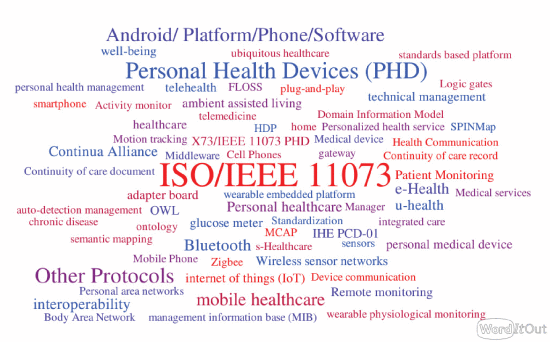 Android/ Platform/Phone/Software
well-being ubiquitous healthcare standards based platform
Personal Health Devices (PHD)
personal health management telehealth FLOSS plug-and-play Logic gates
technical management
smartphone Activity monitor ambient assisted living
telemedicine Domain Information Model
healthcare HDP home Personalized health service SPINMap
Motion tracking X73/IEEE 11073 PHD Medical device Health Communication
Continua Alliance Middleware Cell Phones gateway Continuity of care record
Continuity of care document ISO/IEEE 11073 Patient Monitoring
e-Health Medical services
adapter board wearable embedded platform
auto-detection management OWL Personal healthcare Manager u-health
chronic disease ontology glucose meter Standardization integrated care
semantic mapping MCAP IHE PCD-01
Bluetooth s-Healthcare sensors personal medical device
Mobile Phone Zigbee Wireless sensor networks
Other Protocols internet of things (IoT) Device communication
Personal area networks Remote monitoring
interoperability mobile healthcare
Body Area Network management information base (MIB) wearable physiological monitoring
WordItOut